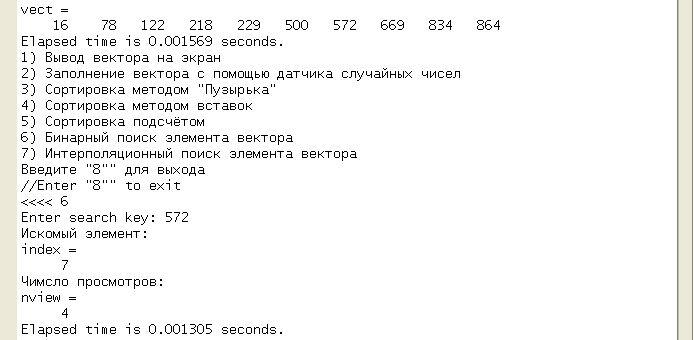 vect =
16 78 122 218 229 500 572 669 834 864
Elapsed time is 0.001569 seconds.
1) Вывод вектора на экран
2) Заполнение вектора с помощью датчика случайных чисел
3) Сортировка методом "Пузырька"
4) Сортировка методом вставок
5) Сортировка подсчётом
6) Бинарный поиск элемента вектора
7) Интерполяционный поиск элемента вектора
Введите "8"" для выхода
//Enter "8"" to exit
<<<< 6
Enter search key: 572
Искомый элемент:
index =
7
Чимсло просмотров:
nview =
4
Elapsed time is 0.001305 seconds.